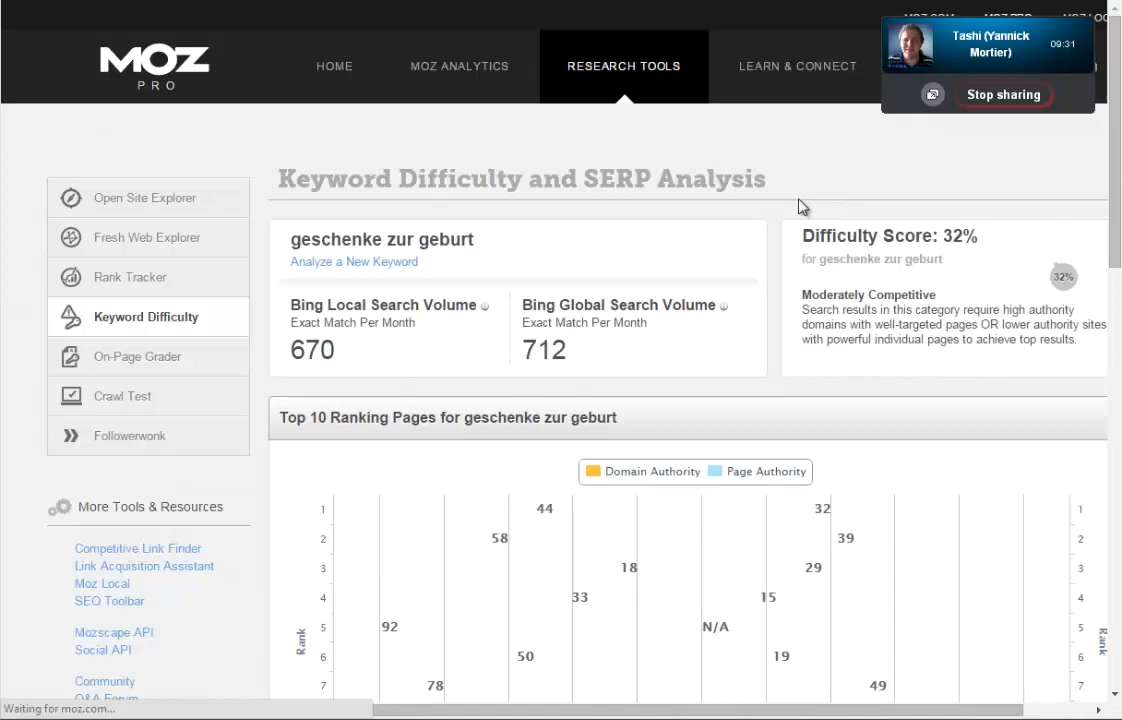 MOZ
PRO
HOME
MOZ ANALYTICS
RESEARCH TOOLS
LEARN & CONNECT
Tashi (Yannick
Mortier)
09:31
Stop sharing
Open Site Explorer
Fresh Web Explorer
Rank Tracker
Keyword Difficulty
On-Page Grader
Crawl Test
Followerwonk
More Tools & Resources
Competitive Link Finder
Link Acquisition Assistant
Moz Local
SEO Toolbar
Mozscape API
Social API
Community
Q&A Forum
Keyword Difficulty and SERP Analysis
geschenke zur geburt
Analyze a New Keyword
Bing Local Search Volume
Exact Match Per Month
670
Bing Global Search Volume
Exact Match Per Month
712
Difficulty Score: 32%
for geschenke zur geburt
32%
Moderately Competitive
Search results in this category require high authority
domains with well-targeted pages OR lower authority sites
with powerful individual pages to achieve top results.
Top 10 Ranking Pages for geschenke zur geburt
Domain Authority Page Authority
1 44 32 1
2 58 39 2
3 18 29 3
4 33 15 4
5 92 N/A 5
6 50 19 6
7 78 49 7
Rank
Rank
Waiting for moz.com...